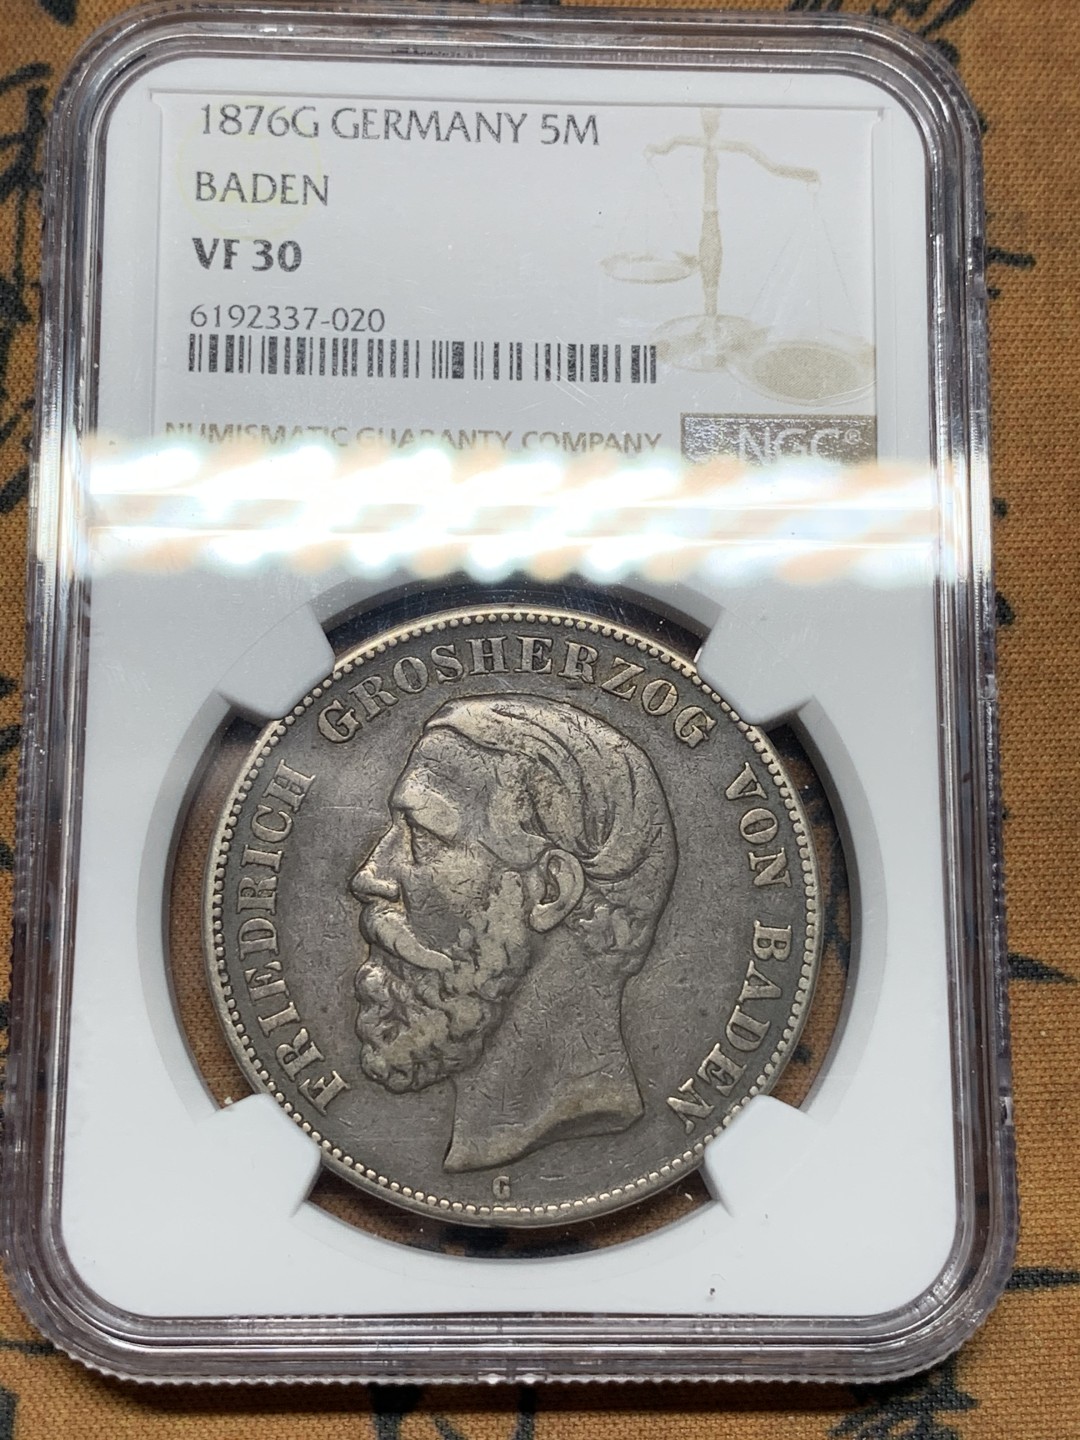 1876G GERMANY 5M
BADEN
VF 30
6192337-020
NUMISMATIC GUARANTY COMPANY
NGC®
FRIEDRICH GROSHERZOG VON BADEN
G